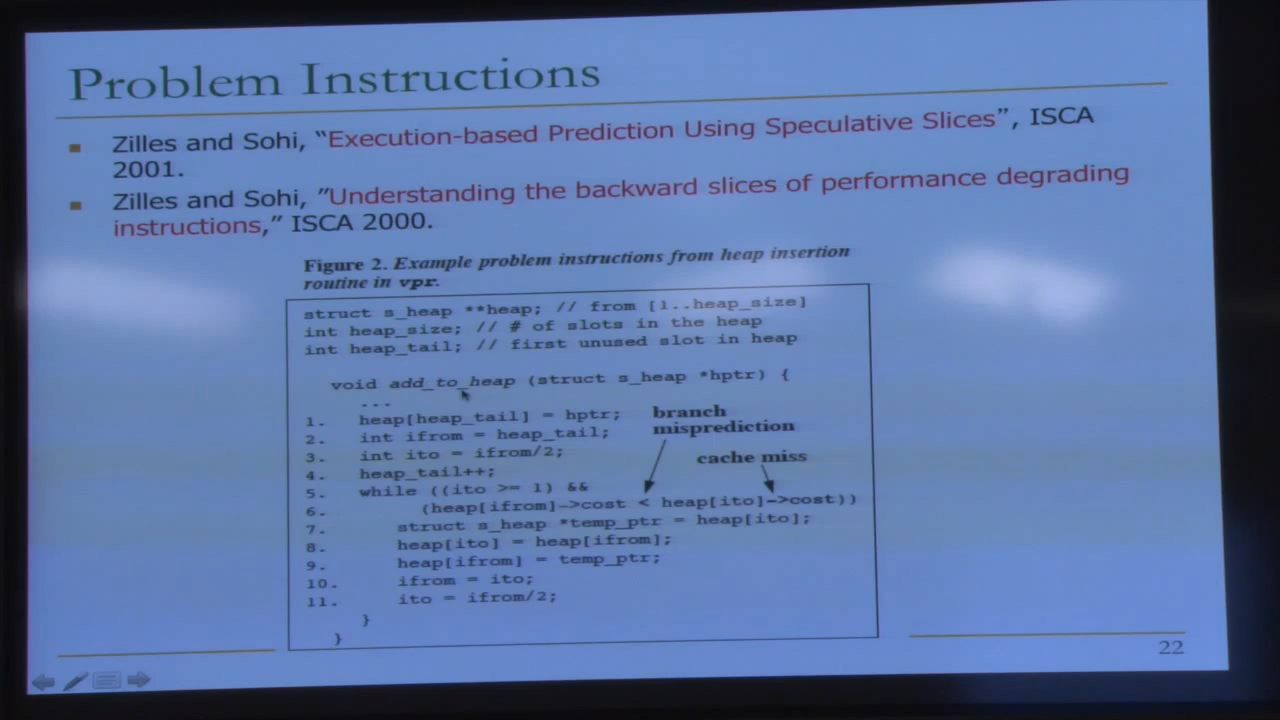 Problem Instructions
Zilles and Sohi, “Execution-based Prediction Using Speculative Slices”, ISCA
2001.
Zilles and Sohi, ”Understanding the backward slices of performance degrading
instructions,” ISCA 2000.
Figure 2. Example problem instructions from heap insertion
routine in vpr.
struct s_heap **heap; // from [1..heap_size]
int heap_size; // # of slots in the heap
int heap_tail; // first unused slot in heap
void add_to_heap (struct s_heap *hptr) {
...
1. heap[heap_tail] = hptr;
branch
2. int ifrom = heap_tail;
misprediction
3. int ito = ifrom/2;
cache miss
4. heap_tail++;
5. while ((ito >= 1) &&
6. (heap[ifrom]->cost < heap[ito]->cost))
7. struct s_heap *temp_ptr = heap[ito];
8. heap[ito] = heap[ifrom];
9. heap[ifrom] = temp_ptr;
10. ifrom = ito;
11. ito = ifrom/2;
}
}
22